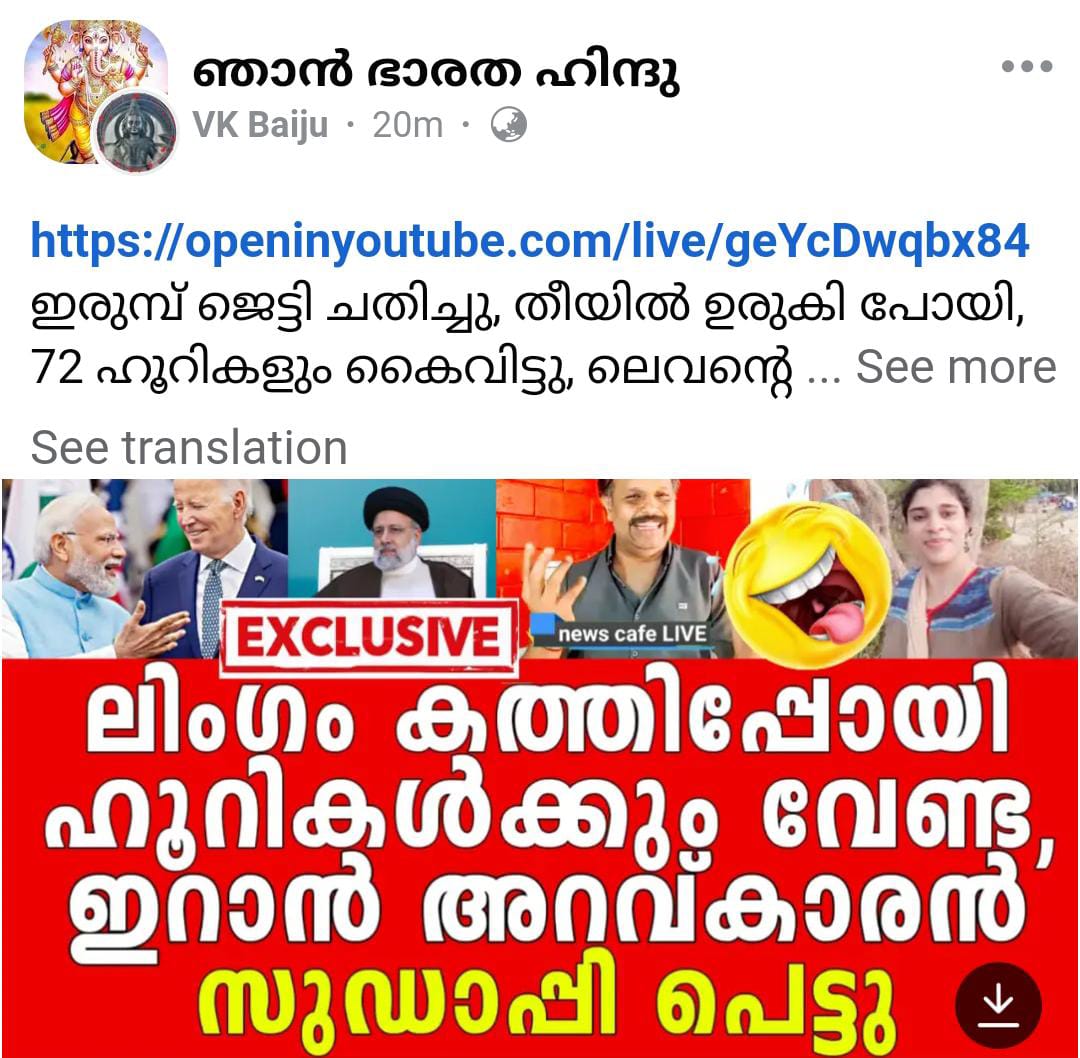 ഞാൻ ഭാരത ഹിന്ദു
VK Baiju · 20m ·
https://openinyoutube.com/live/geYcDwqbx84
ഇരുമ്പ് ജെട്ടി ചതിച്ചു, തീയിൽ ഉരുകി പോയി,
72 ഹൂറികളും കൈവിട്ടു, ലെവന്റെ ... See more
See translation
EXCLUSIVE
news cafe LIVE
ലിംഗം കത്തിപ്പോയി
ഹൂറികൾക്കും വേണ്ട,
ഇറാൻ അറവ്കാരൻ
സുഡാപ്പി പെട്ടു